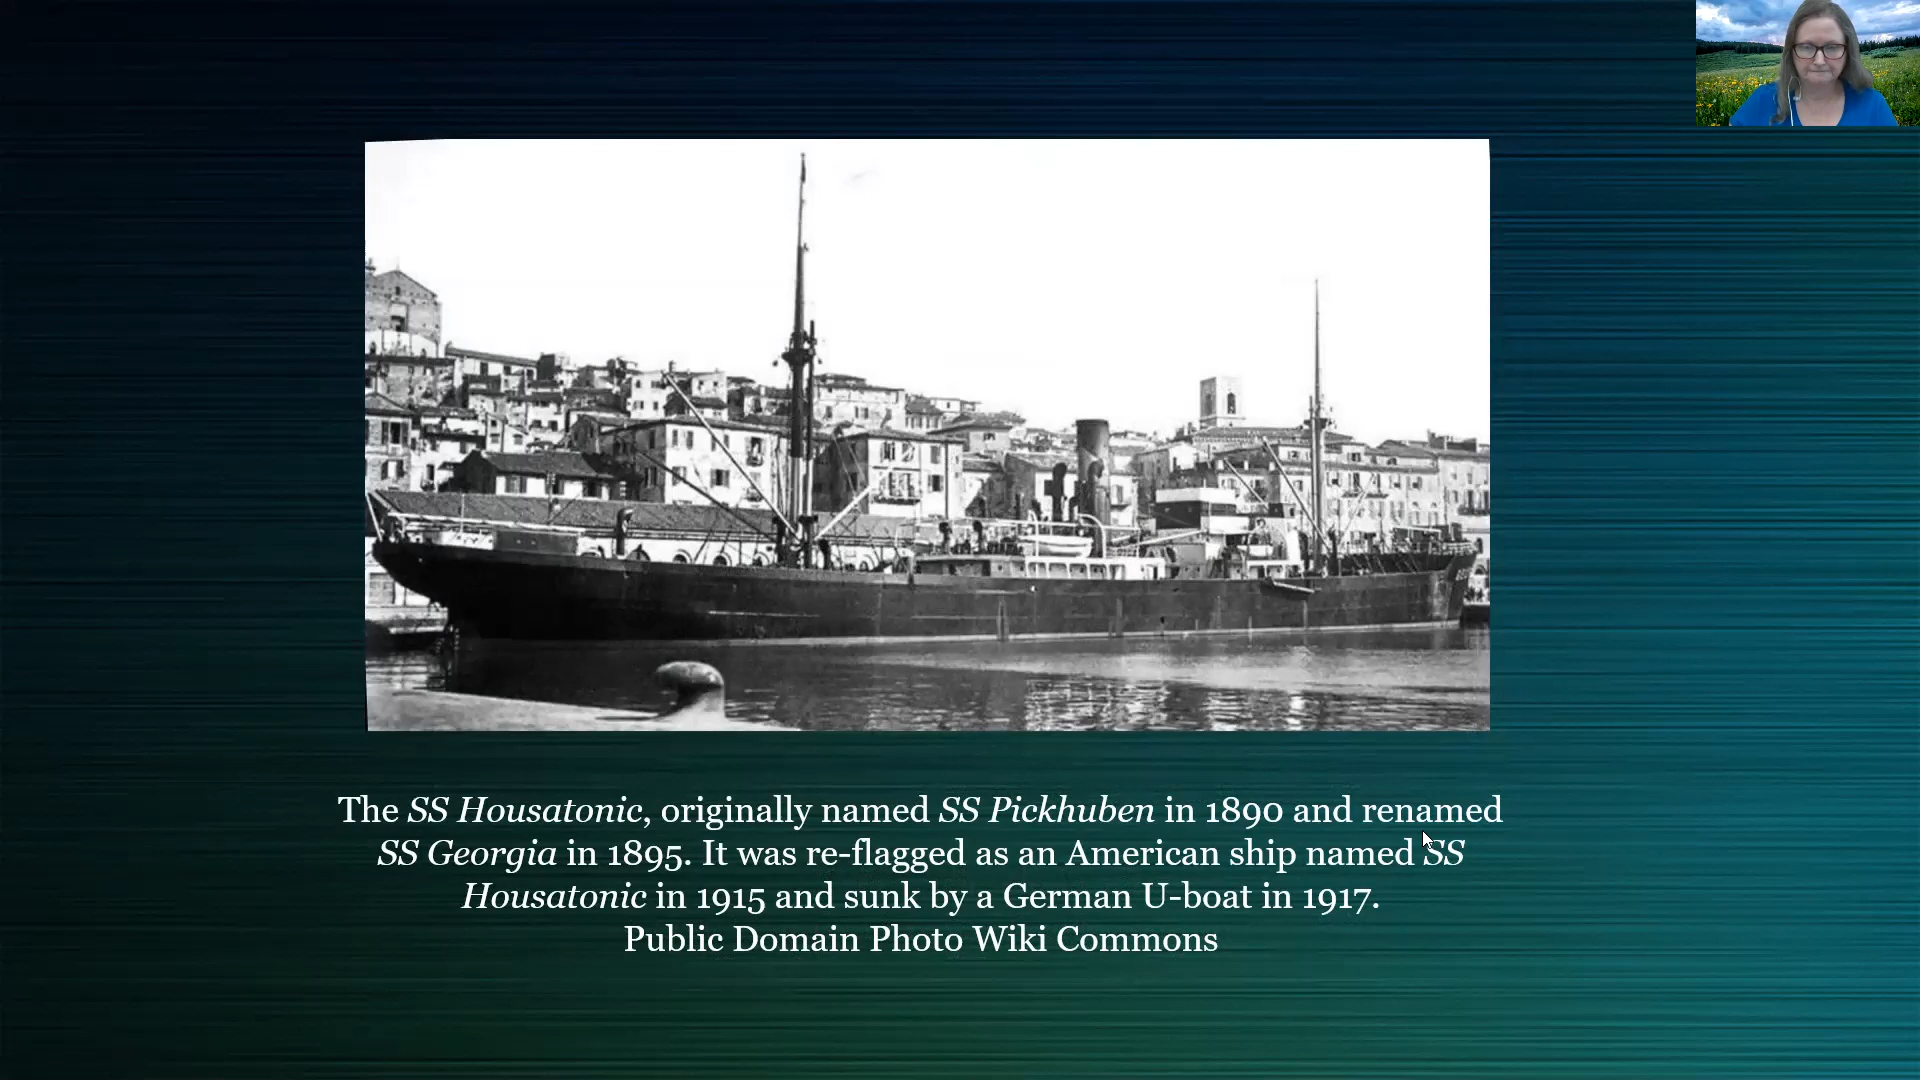 The SS Housatonic, originally named SS Pickhuben in 1890 and renamed
SS Georgia in 1895. It was re-flagged as an American ship named SS
Housatonic in 1915 and sunk by a German U-boat in 1917.
Public Domain Photo Wiki Commons